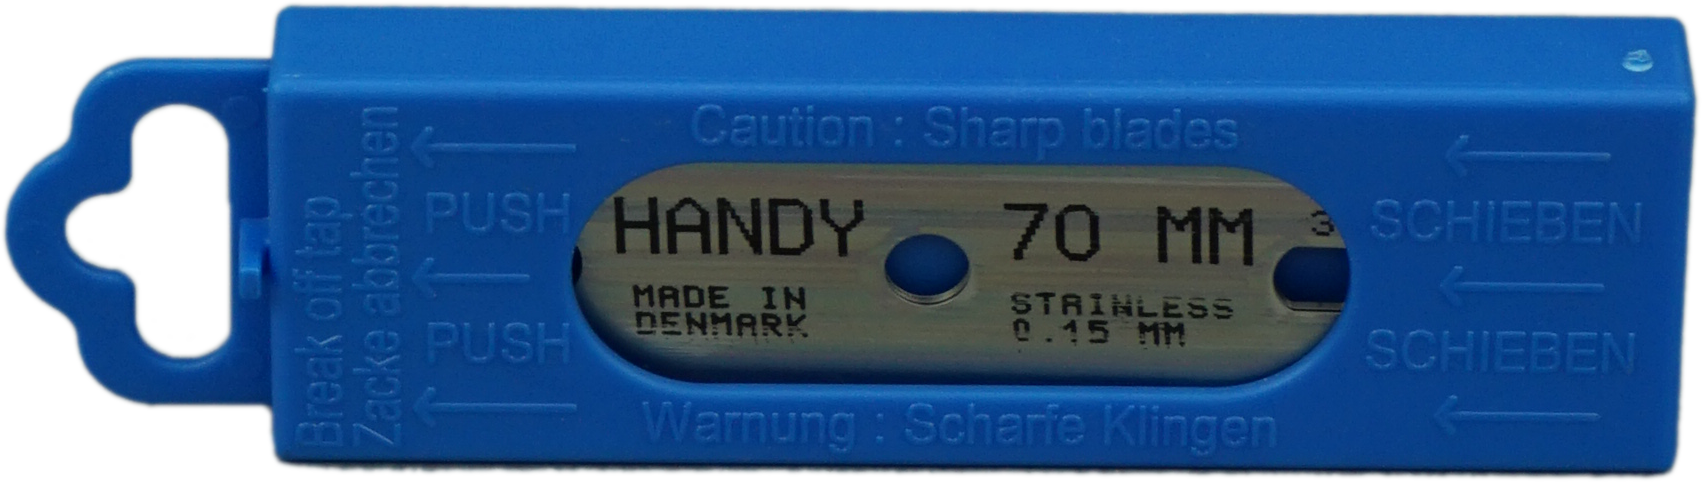 Caution : Sharp blades
Break off tap
Zacke abbrechen
PUSH
PUSH
HANDY
70 MM
3
MADE IN
DENMARK
STAINLESS
0.15 MM
SCHIEBEN
SCHIEBEN
Warnung : Scharfe Klingen